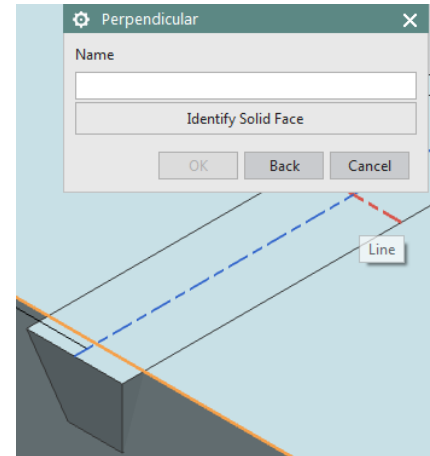 Perpendicular
Name
Identify Solid Face
OK Back Cancel
Line